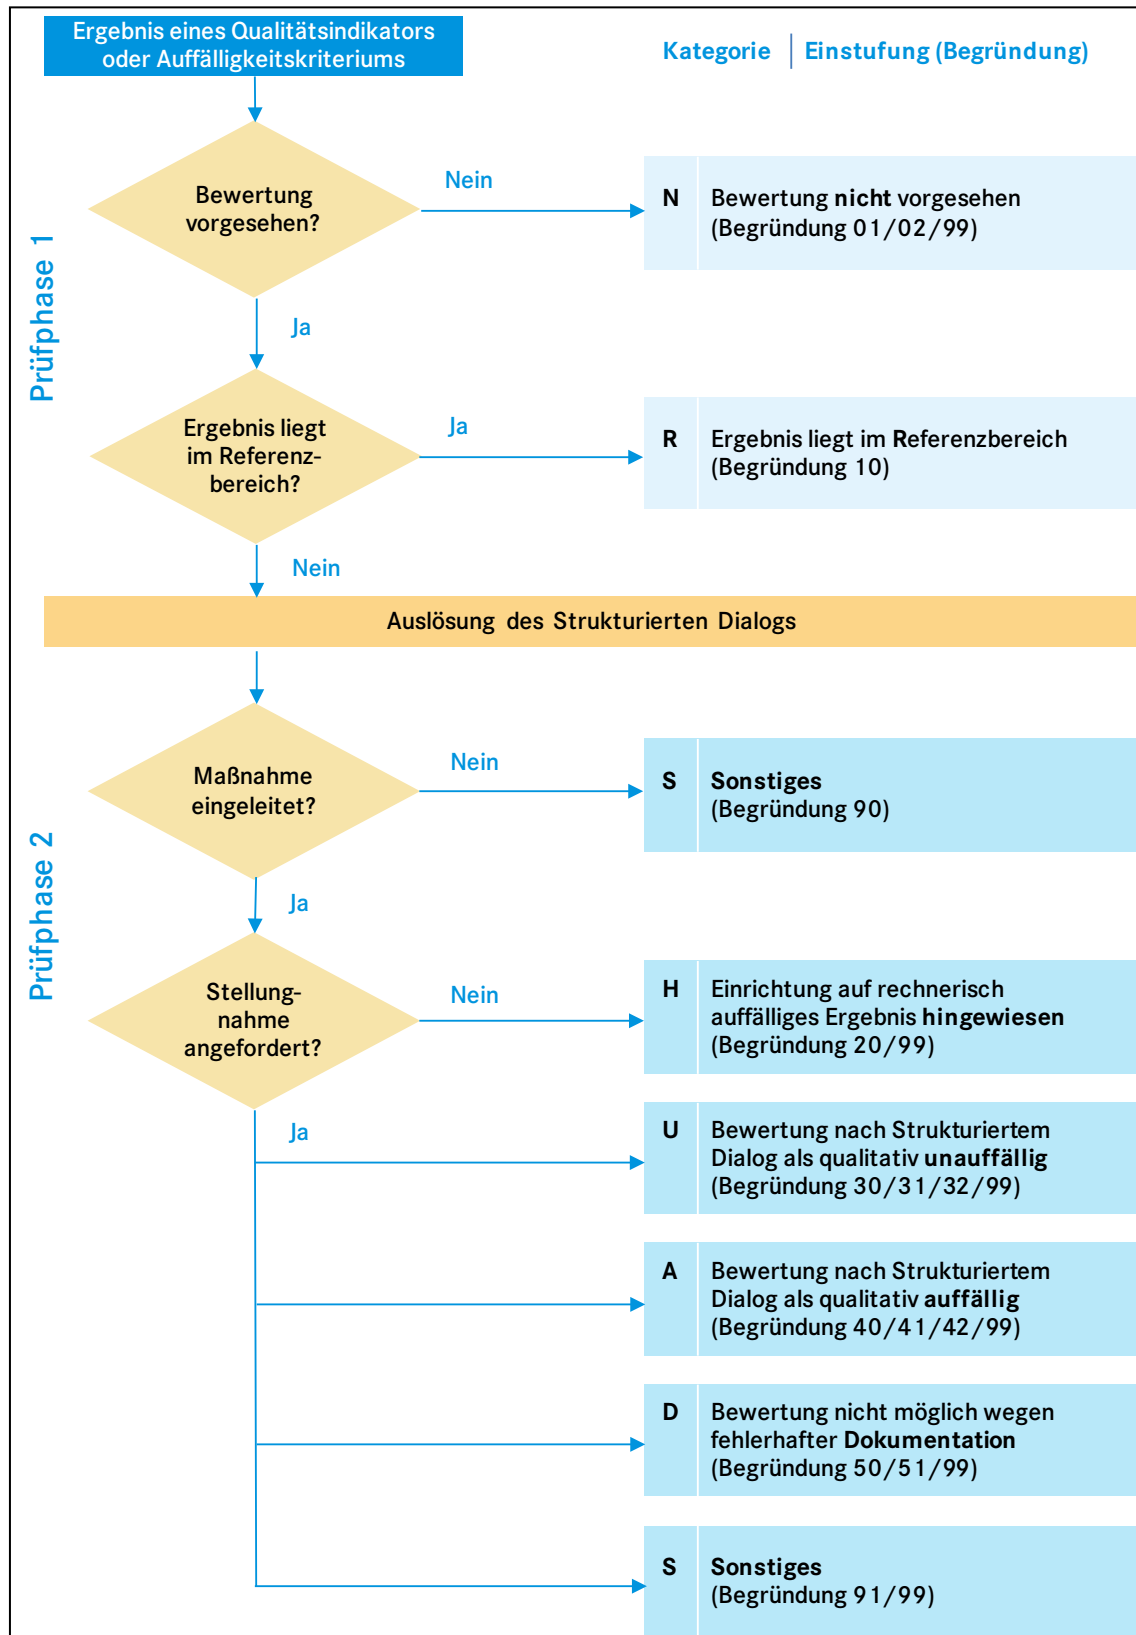 Ergebnis eines Qualitätsindikators
oder Auffälligkeitskriteriums
Kategorie | Einstufung (Begründung)
Prüfphase 1
Bewertung
vorgesehen?
Nein
N Bewertung nicht vorgesehen
(Begründung 01/02/99)
Ja
Ergebnis liegt
im Referenz-
bereich?
Ja
R Ergebnis liegt im Referenzbereich
(Begründung 10)
Nein
Auslösung des Strukturierten Dialogs
Prüfphase 2
Maßnahme
eingeleitet?
Nein
S Sonstiges
(Begründung 90)
Ja
Stellung-
nahme
angefordert?
Nein
H Einrichtung auf rechnerisch
auffälliges Ergebnis hingewiesen
(Begründung 20/99)
Ja
U Bewertung nach Strukturiertem
Dialog als qualitativ unauffällig
(Begründung 30/31/32/99)
A Bewertung nach Strukturiertem
Dialog als qualitativ auffällig
(Begründung 40/41/42/99)
D Bewertung nicht möglich wegen
fehlerhafter Dokumentation
(Begründung 50/51/99)
S Sonstiges
(Begründung 91/99)